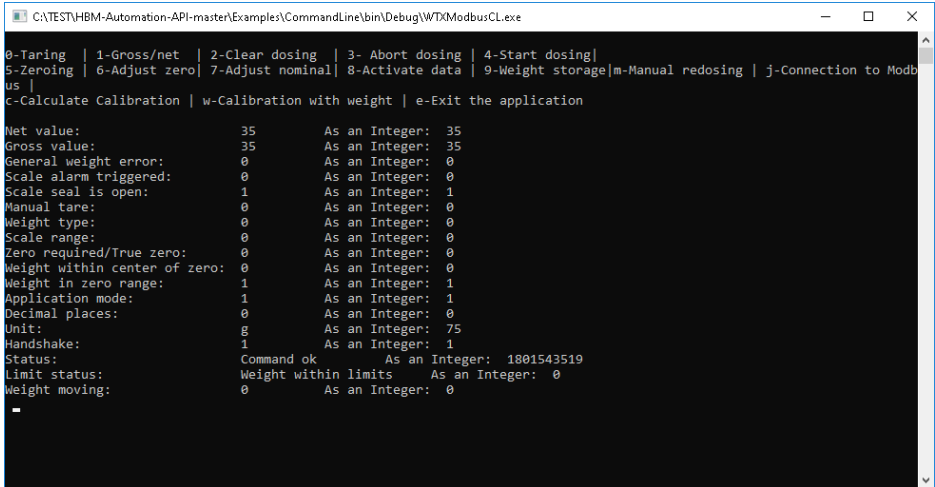 C:\TEST\HBM-Automation-API-master\Examples\CommandLine\bin\Debug\WTXModbusCL.exe
0-Taring | 1-Gross/net | 2-Clear dosing | 3- Abort dosing | 4-Start dosing|
5-Zeroing | 6-Adjust zero| 7-Adjust nominal| 8-Activate data | 9-Weight storage|m-Manual redosing | j-Connection to Modb
us |
c-Calculate Calibration | w-Calibration with weight | e-Exit the application
Net value: 35 As an Integer: 35
Gross value: 35 As an Integer: 35
General weight error: 0 As an Integer: 0
Scale alarm triggered: 0 As an Integer: 0
Scale seal is open: 1 As an Integer: 1
Manual tare: 0 As an Integer: 0
Weight type: 0 As an Integer: 0
Scale range: 0 As an Integer: 0
Zero required/True zero: 0 As an Integer: 0
Weight within center of zero: 0 As an Integer: 0
Weight in zero range: 1 As an Integer: 1
Application mode: 1 As an Integer: 1
Decimal places: 0 As an Integer: 0
Unit: g As an Integer: 75
Handshake: 1 As an Integer: 1
Status: Command ok As an Integer: 1801543519
Limit status: Weight within limits As an Integer: 0
Weight moving: 0 As an Integer: 0